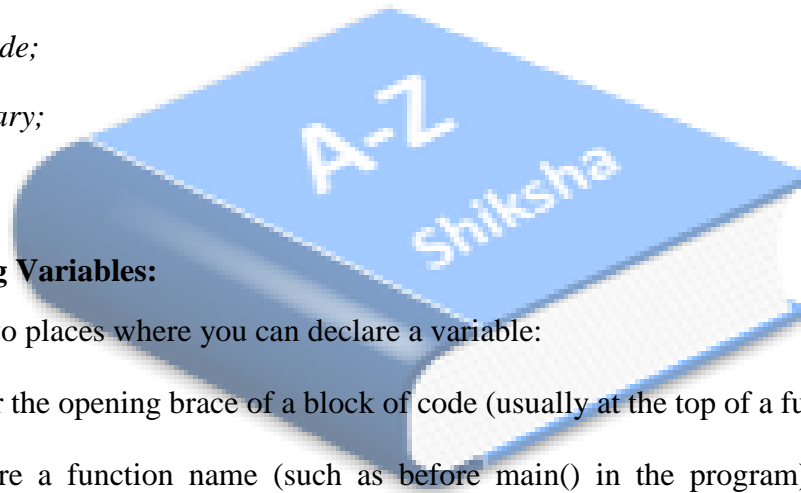 de;
ary;
A-Z
Shiksha
g Variables:
o places where you can declare a variable:
r the opening brace of a block of code (usually at the top of a fu
re a function name (such as before main() in the program)